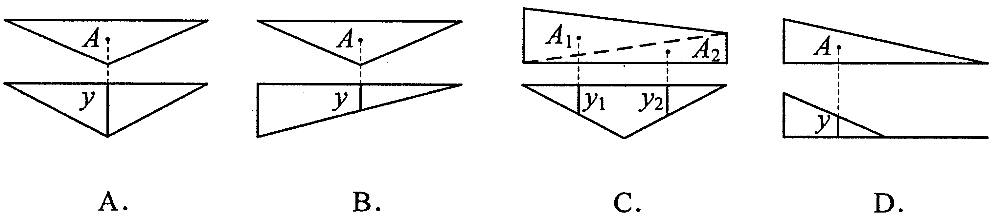 A A A₁ A₂ A
y y y₁ y₂ y
A. B. C. D.